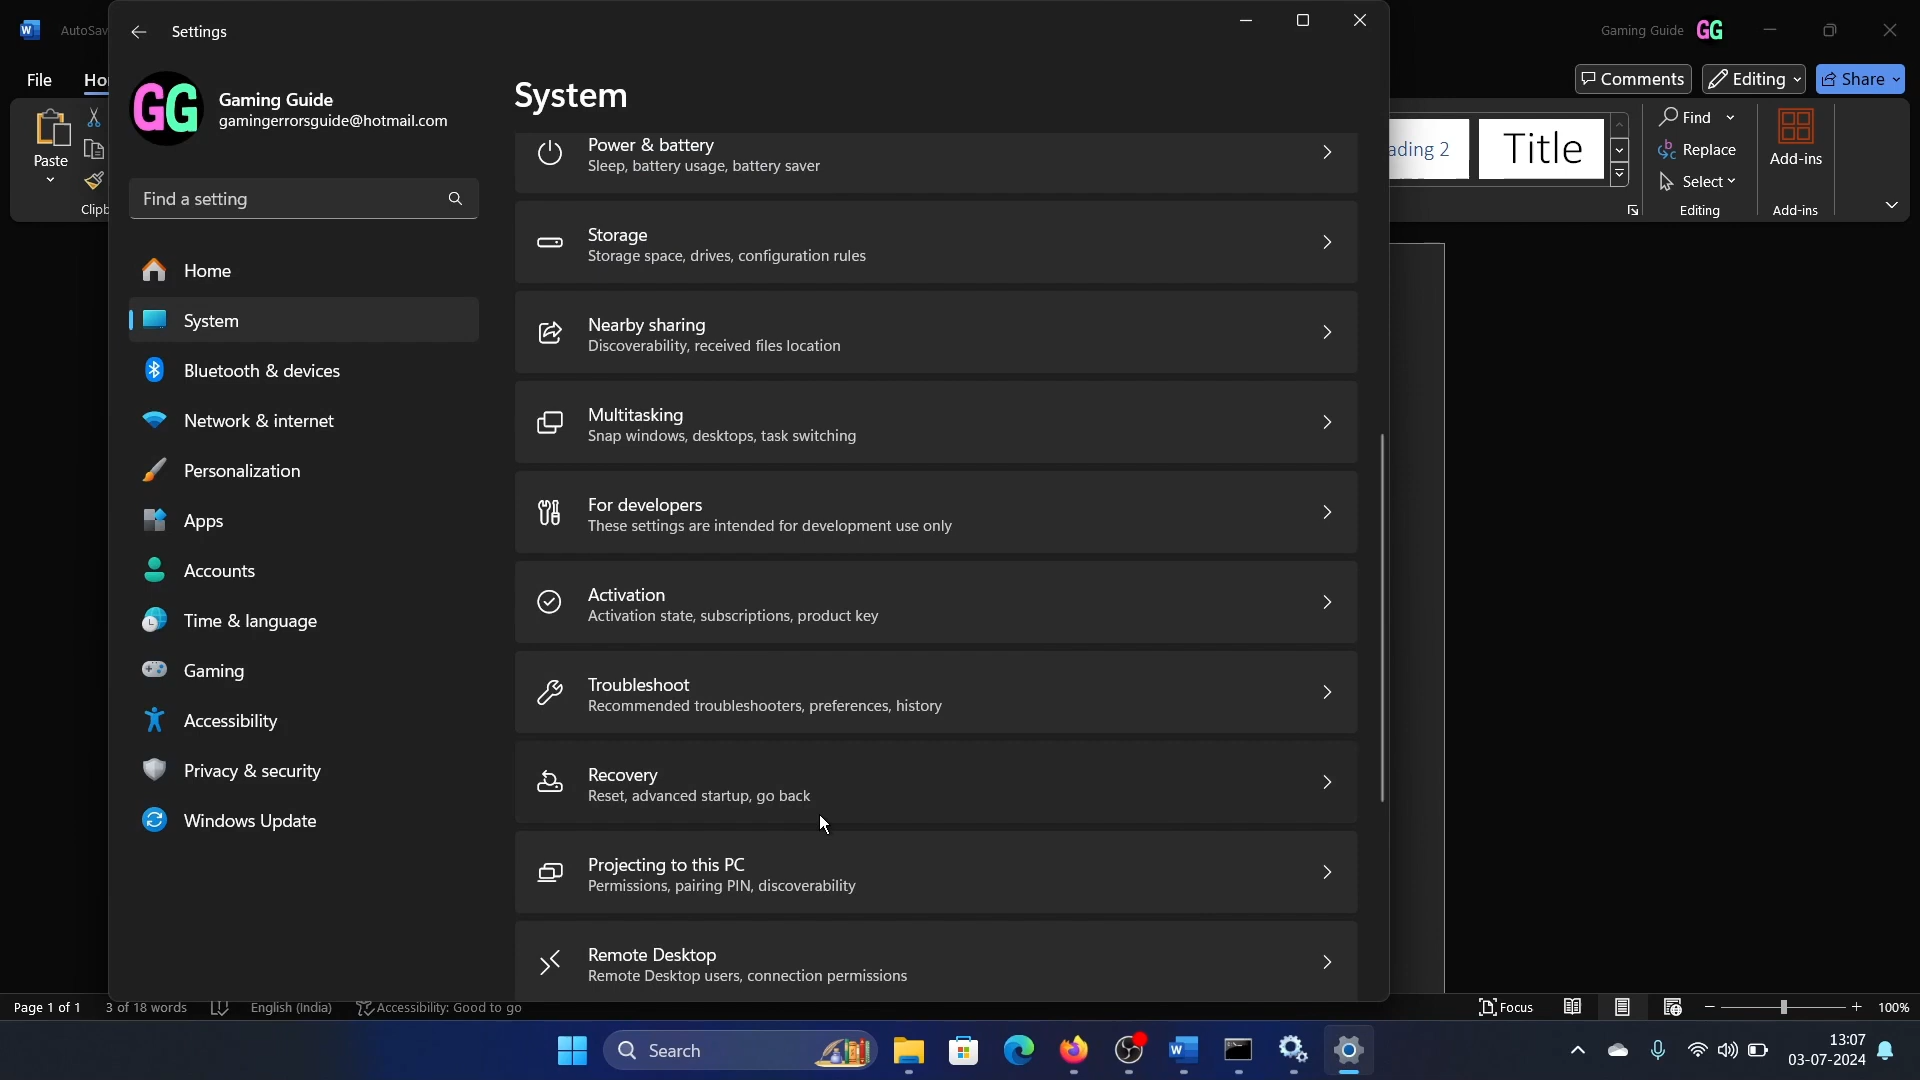 AutoSav
Settings
Gaming Guide GG
File
Hor
Comments
Editing
Share
GG
Gaming Guide
gamingerrorsguide@hotmail.com
System
Paste
Clipb
ading 2
Title
Find
Replace
Select
Editing
Add-ins
Add-ins
Find a setting
Home
System
Bluetooth & devices
Network & internet
Personalization
Apps
Accounts
Time & language
Gaming
Accessibility
Privacy & security
Windows Update
Power & battery
Sleep, battery usage, battery saver
Storage
Storage space, drives, configuration rules
Nearby sharing
Discoverability, received files location
Multitasking
Snap windows, desktops, task switching
For developers
These settings are intended for development use only
Activation
Activation state, subscriptions, product key
Troubleshoot
Recommended troubleshooters, preferences, history
Recovery
Reset, advanced startup, go back
Projecting to this PC
Permissions, pairing PIN, discoverability
Remote Desktop
Remote Desktop users, connection permissions
Page 1 of 1 3 of 18 words English (India) Accessibility: Good to go Focus 100%
Search
13:07
03-07-2024